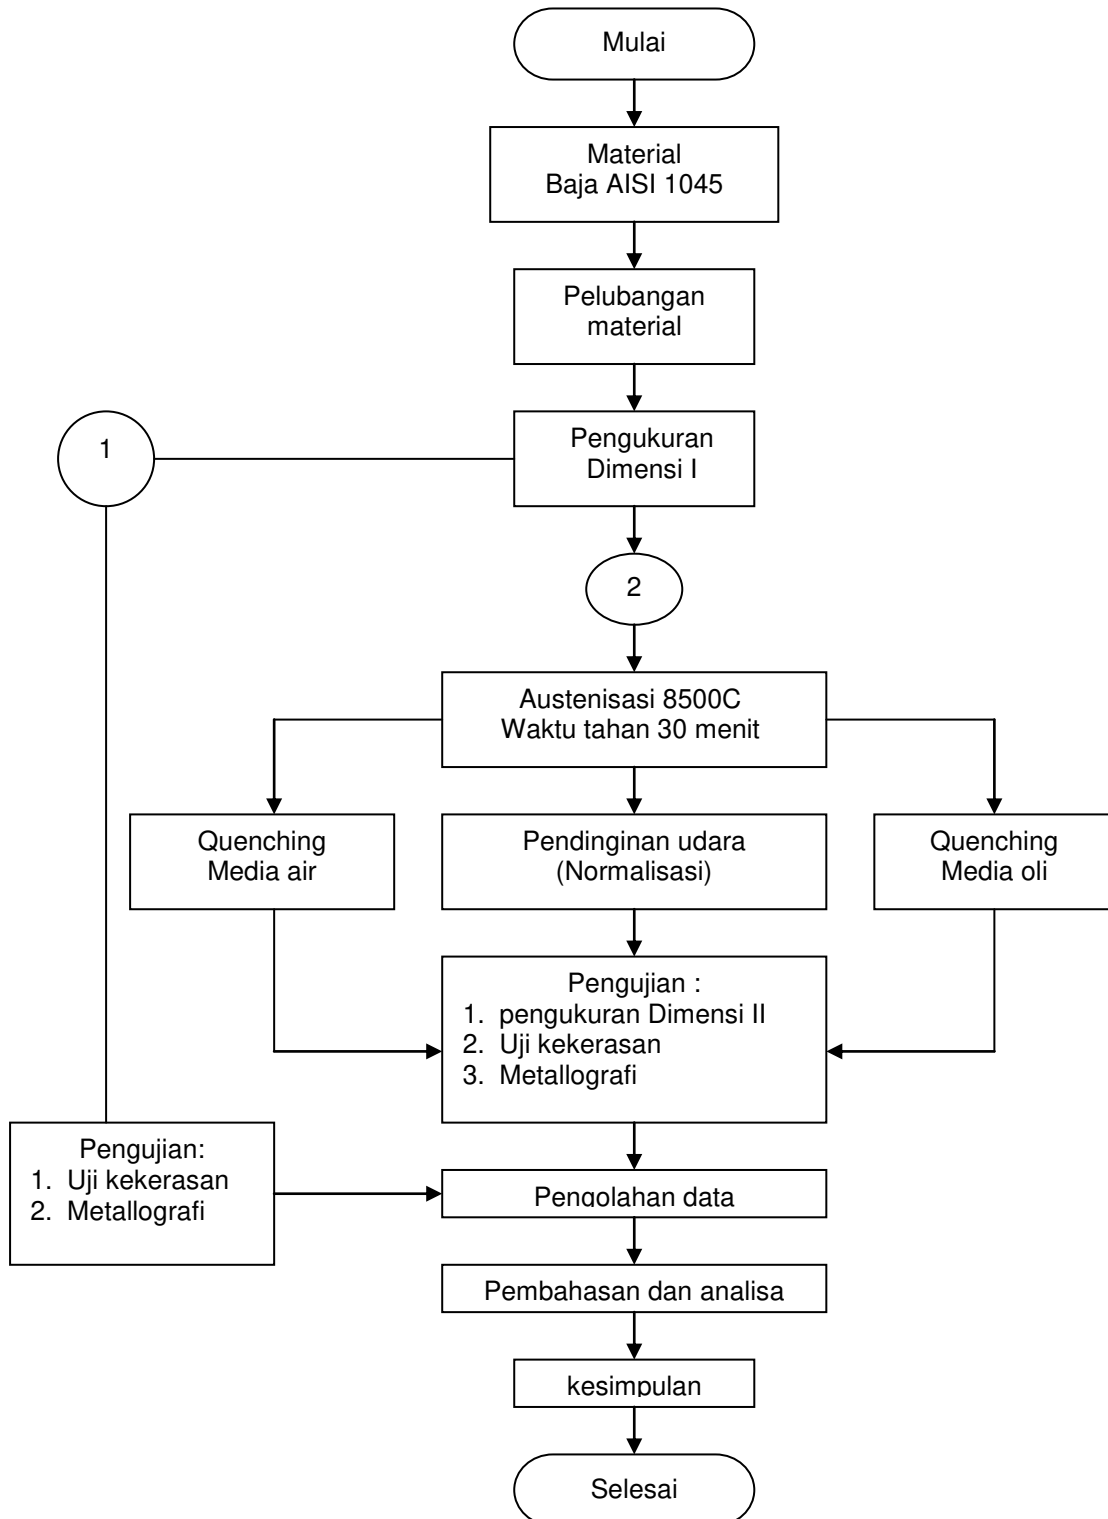 Mulai
Material
Baja AISI 1045
Pelubangan
material
Pengukuran
Dimensi I
1
2
Austenisasi 8500C
Waktu tahan 30 menit
Quenching
Media air
Pendinginan udara
(Normalisasi)
Quenching
Media oli
Pengujian :
1. pengukuran Dimensi II
2. Uji kekerasan
3. Metallografi
Pengujian:
1. Uji kekerasan
2. Metallografi
Pengolahan data
Pembahasan dan analisa
kesimpulan
Selesai